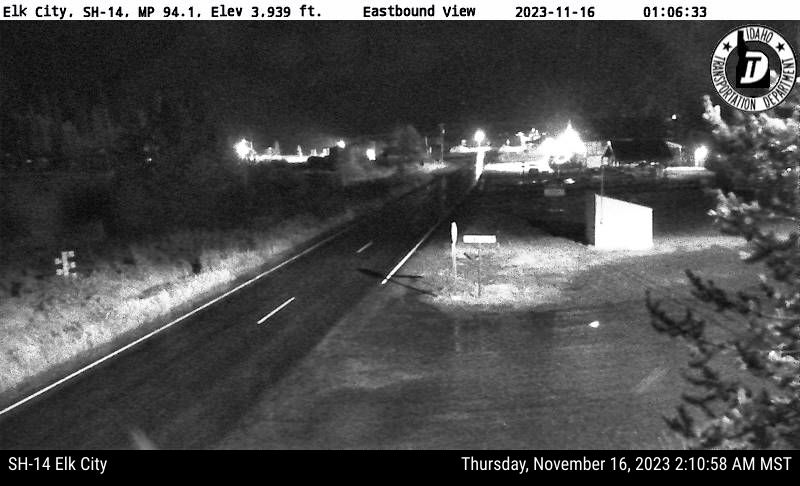 Elk City, SH-14, MP 94.1, Elev 3,939 ft. Eastbound View 2023-11-16 01:06:33
IDAHO
TRANSPORTATION DEPARTMENT
SH-14 Elk City Thursday, November 16, 2023 2:10:58 AM MST